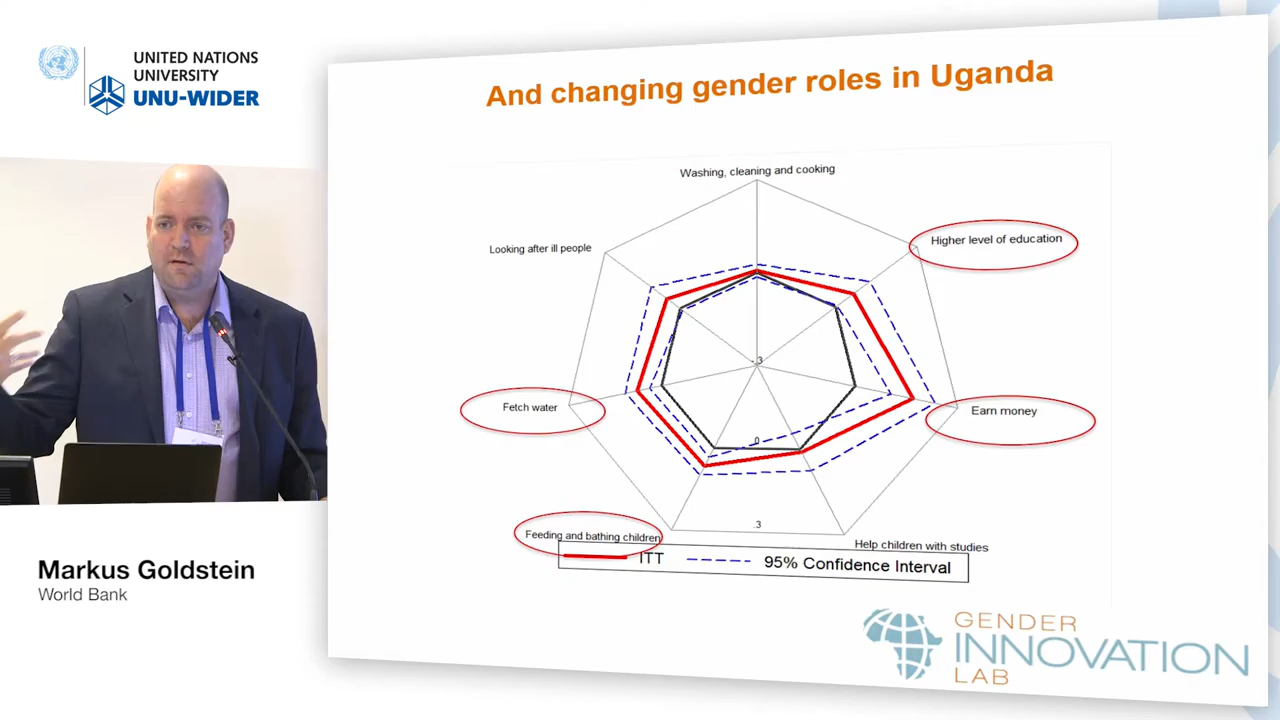 UNITED NATIONS
UNIVERSITY
UNU-WIDER
And changing gender roles in Uganda
Washing, cleaning and cooking
Higher level of education
Looking after ill people
-.3
Fetch water
Earn money
0
.3
Feeding and bathing children
Help children with studies
ITT
95% Confidence Interval
Markus Goldstein
World Bank
GENDER
INNOVATION
LAB